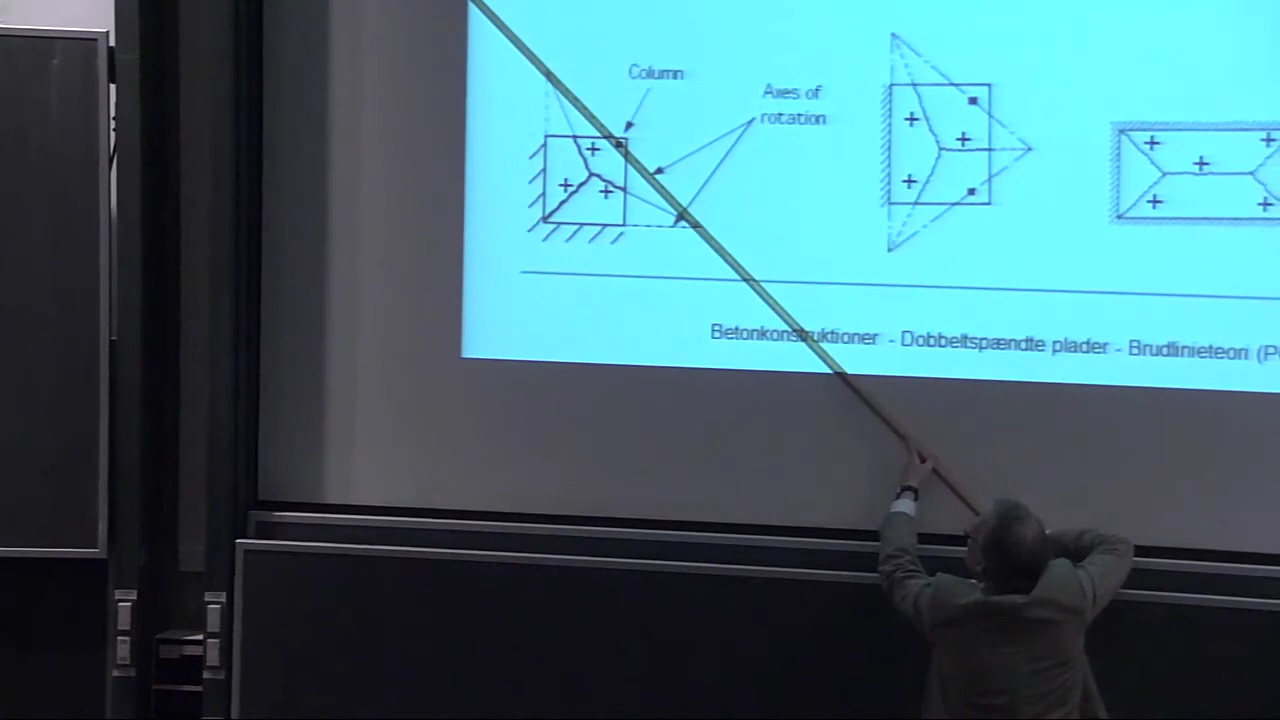 Column
Axes of
rotation
Betonkonstruktioner - Dobbeltspændte plader - Brudlinieteori